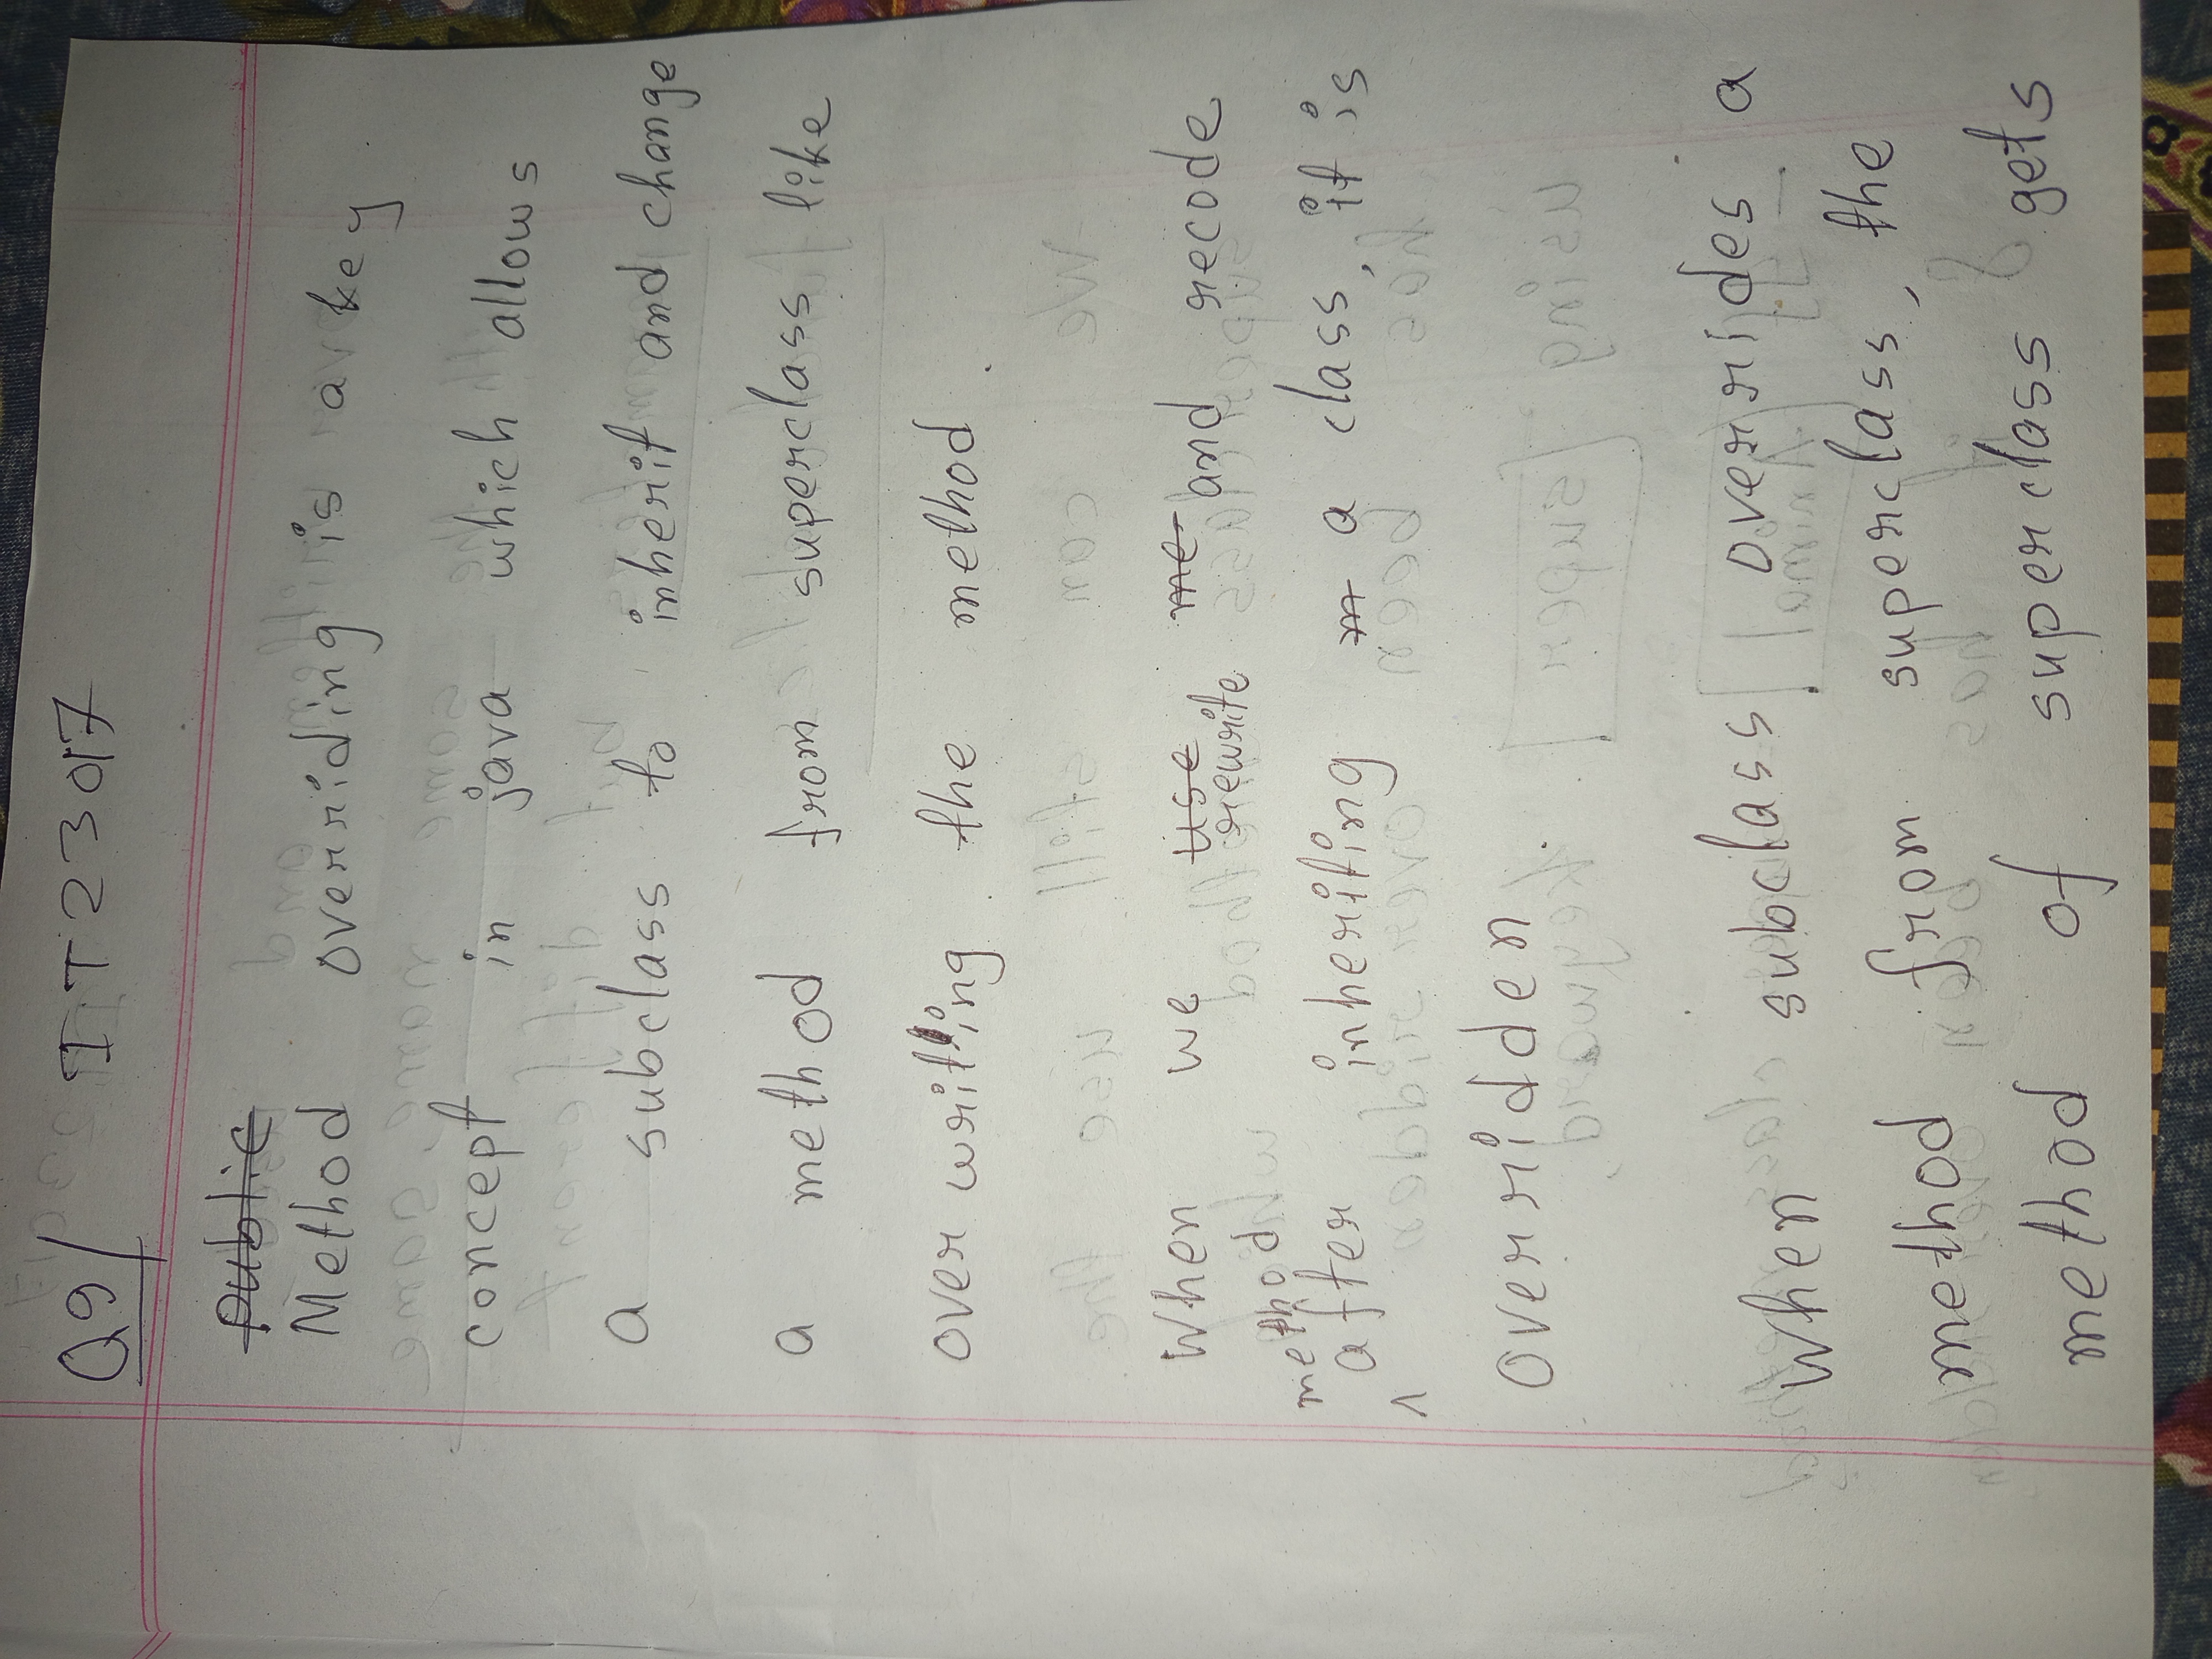 Q9/ IT23017
public
Method overriding is a key
concept in java which allows
a subclass to inherit and change
a method from superclass like
over writing the method.
When we use rewrite me and recode
method
after inheriting m a class, it is
overridden.
When subclass overrides a
method from superclass, the
method of superclass gets